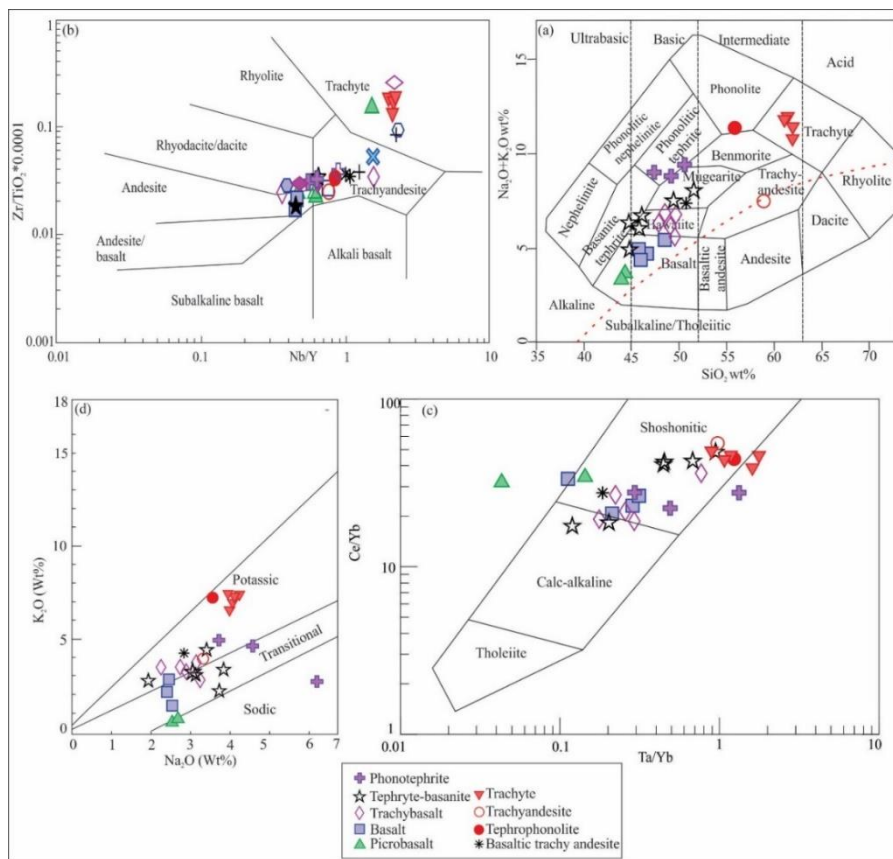 (b)
1
0.1
0.01
0.001
Zr/TiO2*0.0001
Rhyolite
Trachyte
Rhyodacite/dacite
Andesite
Trachyandesite
Andesite/
basalt
Alkali basalt
Subalkaline basalt
0.01
0.1
1
10
Nb/Y
(a)
Ultrabasic
Basic
Intermediate
Acid
15
10
5
0
Na2O+K2O wt%
Phonolite
Phonolitic
nephelinite
Phonolitic
tephrite
Trachyte
Benmorite
Mugearite
Trachy-
andesite
Rhyolite
Nephelinite
Basanite
tephrite
Hawaiite
Dacite
Basalt
Basaltic
andesite
Andesite
Alkaline
Subalkaline/Tholeiitic
35
40
45
50
55
60
65
70
SiO2 wt%
(d)
18
15
10
5
0
K2O (Wt%)
Potassic
Transitional
Sodic
0
1
2
3
4
5
6
7
Na2O (Wt%)
(c)
100
10
1
Ce/Yb
Shoshonitic
Calc-alkaline
Tholeiite
0.01
0.1
1
10
Ta/Yb
Phonotephrite
Tephryte-basanite
Trachybasalt
Basalt
Picrobasalt
Trachyte
Trachyandesite
Tephrophonolite
Basaltic trachy andesite